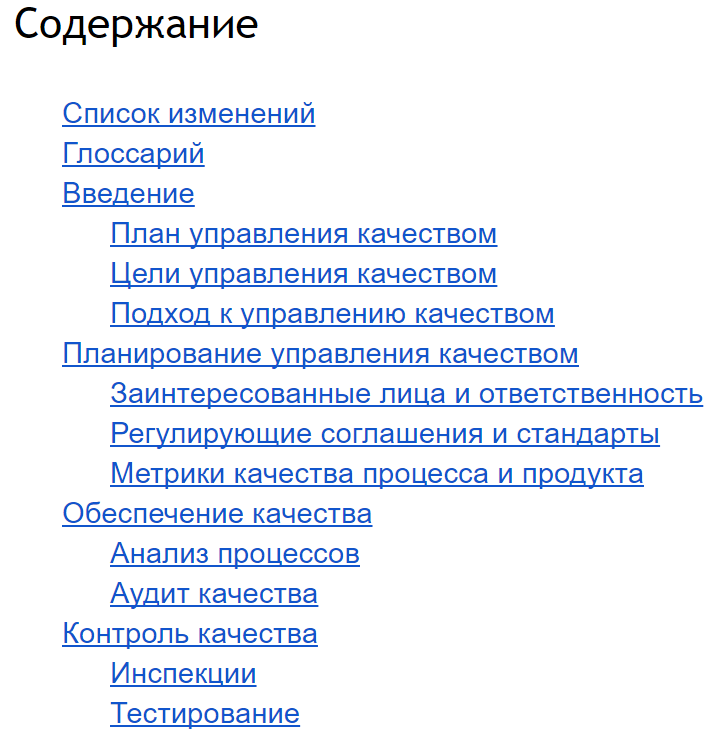 Содержание
Список изменений
Глоссарий
Введение
План управления качеством
Цели управления качеством
Подход к управлению качеством
Планирование управления качеством
Заинтересованные лица и ответственность
Регулирующие соглашения и стандарты
Метрики качества процесса и продукта
Обеспечение качества
Анализ процессов
Аудит качества
Контроль качества
Инспекции
Тестирование